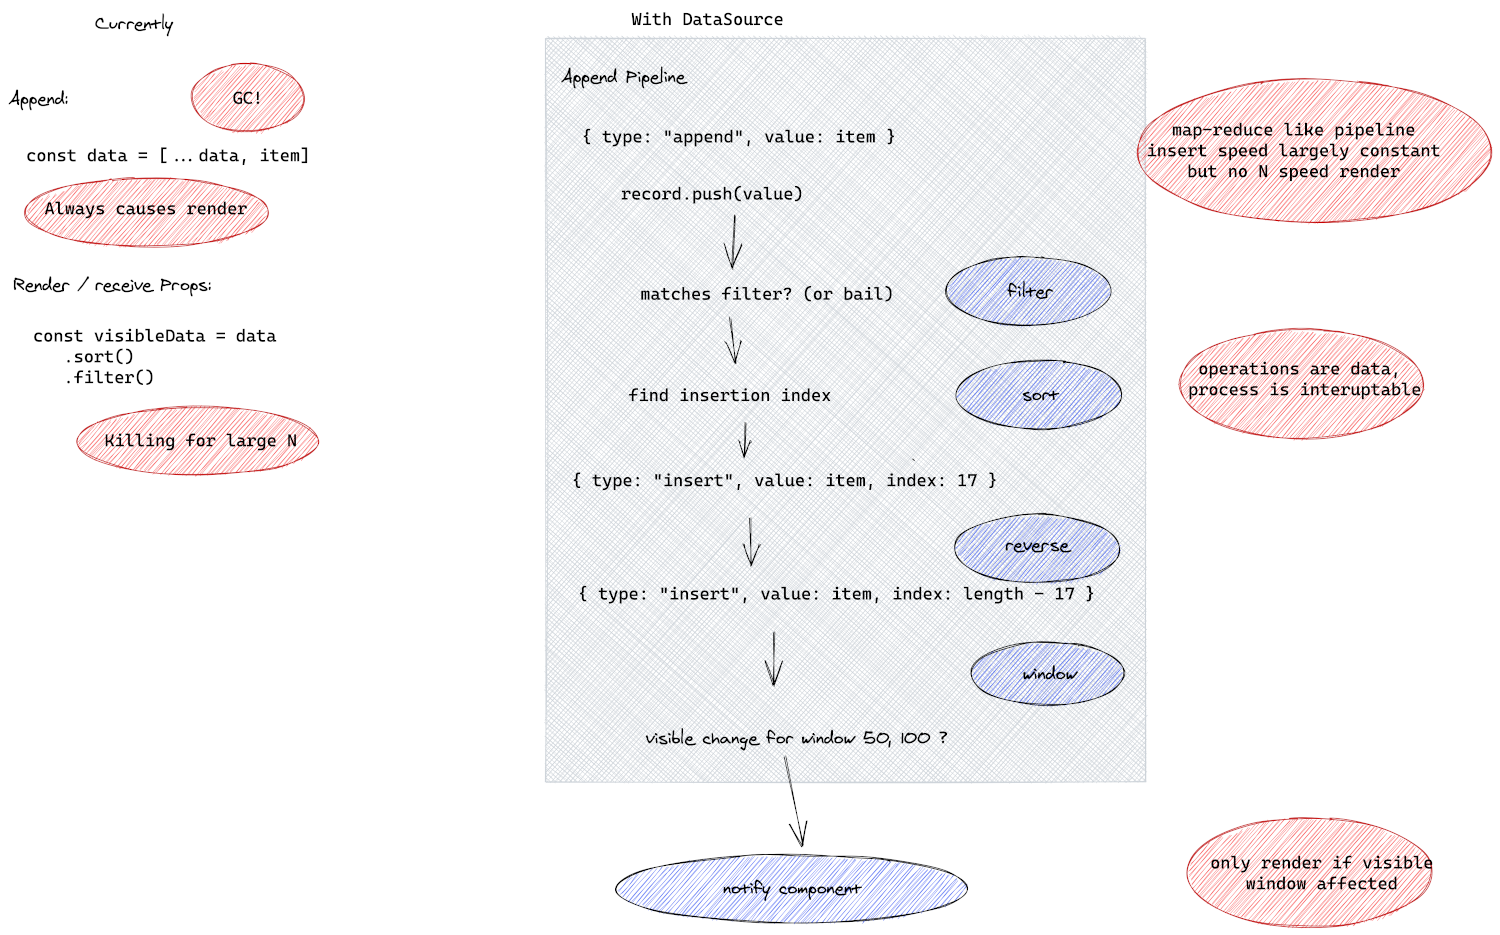 Currently
Append:
GC!
const data = [ ...data, item]
Always causes render
Render / receive Props:
const visibleData = data
.sort()
.filter()
Killing for large N
With DataSource
Append Pipeline
{ type: "append", value: item }
record.push(value)
matches filter? (or bail)
filter
find insertion index
sort
{ type: "insert", value: item, index: 17 }
reverse
{ type: "insert", value: item, index: length - 17 }
window
visible change for window 50, 100 ?
notify component
map-reduce like pipeline
insert speed largely constant
but no N speed render
operations are data,
process is interuptable
only render if visible
window affected